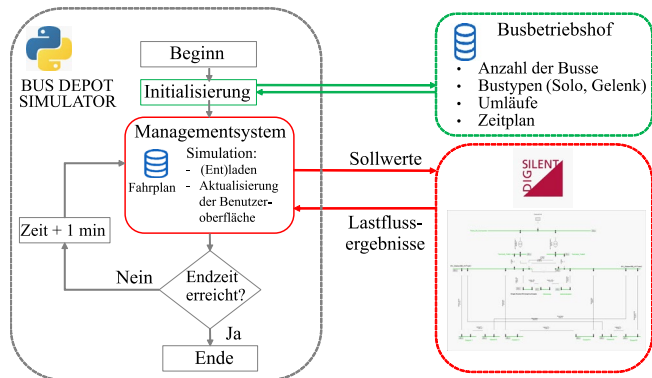 BUS DEPOT
SIMULATOR
Beginn
Initialisierung
Managementsystem
Fahrplan
Simulation:
- (Ent)laden
- Aktualisierung
der Benutzer-
oberfläche
Zeit + 1 min
Nein
Endzeit
erreicht?
Ja
Ende
Busbetriebshof
• Anzahl der Busse
• Bustypen (Solo, Gelenk)
• Umläufe
• Zeitplan
Sollwerte
Lastfluss-
ergebnisse
DIG
SILENT